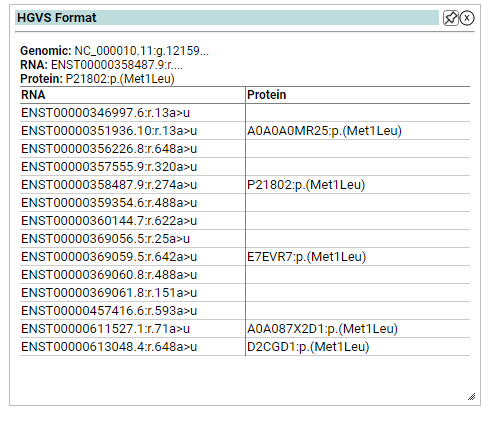 HGVS Format
Genomic: NC_000010.11:g.12159...
RNA: ENST00000358487.9:r....
Protein: P21802:p.(Met1Leu)
RNA Protein
ENST00000346997.6:r.13a>u
ENST00000351936.10:r.13a>u A0A0A0MR25:p.(Met1Leu)
ENST00000356226.8:r.648a>u
ENST00000357555.9:r.320a>u
ENST00000358487.9:r.274a>u P21802:p.(Met1Leu)
ENST00000359354.6:r.488a>u
ENST00000360144.7:r.622a>u
ENST00000369056.5:r.25a>u
ENST00000369059.5:r.642a>u E7EVR7:p.(Met1Leu)
ENST00000369060.8:r.488a>u
ENST00000369061.8:r.151a>u
ENST00000457416.6:r.593a>u
ENST00000611527.1:r.71a>u A0A087X2D1:p.(Met1Leu)
ENST00000613048.4:r.648a>u D2CGD1:p.(Met1Leu)